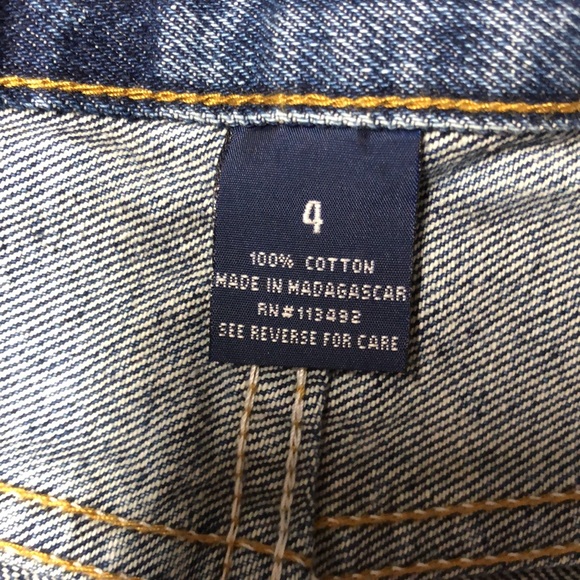 4
100% COTTON
MADE IN MADAGASCAR
RN#113492
SEE REVERSE FOR CARE